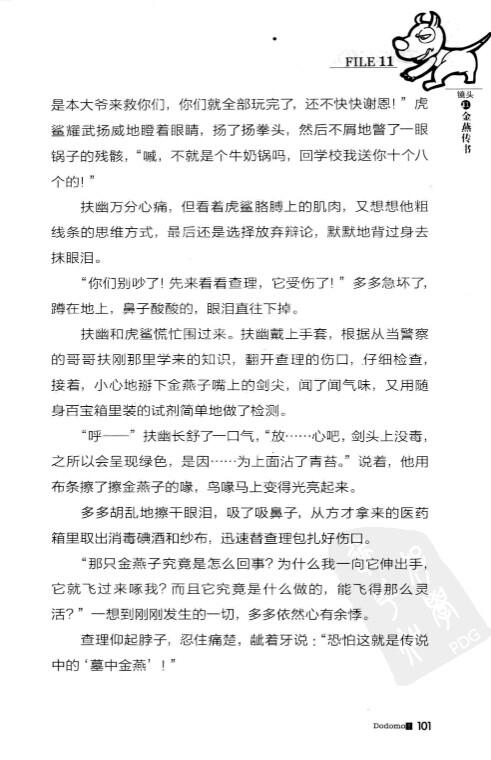 FILE 11
镜头
11
金燕传书
是本大爷来救你们，你们就全部玩完了，还不快快谢恩！”虎
鲨耀武扬威地瞪着眼睛，扬了扬拳头，然后不屑地瞥了一眼
锅子的残骸，“喊，不就是个牛奶锅吗，回学校我送你十个八
个的！”
扶幽万分心痛，但看着虎鲨胳膊上的肌肉，又想想他粗
线条的思维方式，最后还是选择放弃辩论，默默地背过身去
抹眼泪。
“你们别吵了！先来看看查理，它受伤了！”多多急坏了，
蹲在地上，鼻子酸酸的，眼泪直往下掉。
扶幽和虎鲨慌忙围过来。扶幽戴上手套，根据从当警察
的哥哥扶刚那里学来的知识，翻开查理的伤口，仔细检查，
接着，小心地掰下金燕子嘴上的剑尖，闻了闻气味，又用随
身百宝箱里装的试剂简单地做了检测。
“呼——”扶幽长舒了一口气，“放……心吧，剑头上没毒，
之所以会呈现绿色，是因……为上面沾了青苔。”说着，他用
布条擦了擦金燕子的喙，鸟喙马上变得光亮起来。
多多胡乱地擦干眼泪，吸了吸鼻子，从方才拿来的医药
箱里取出消毒碘酒和纱布，迅速替查理包扎好伤口。
“那只金燕子究竟是怎么回事？为什么我一向它伸出手，
它就飞过来啄我？而且它究竟是什么做的，能飞得那么灵
活？”一想到刚刚发生的一切，多多依然心有余悸。
查理仰起脖子，忍住痛楚，龇着牙说：“恐怕这就是传说
中的‘墓中金燕’！”
PDG
Dodomo 101